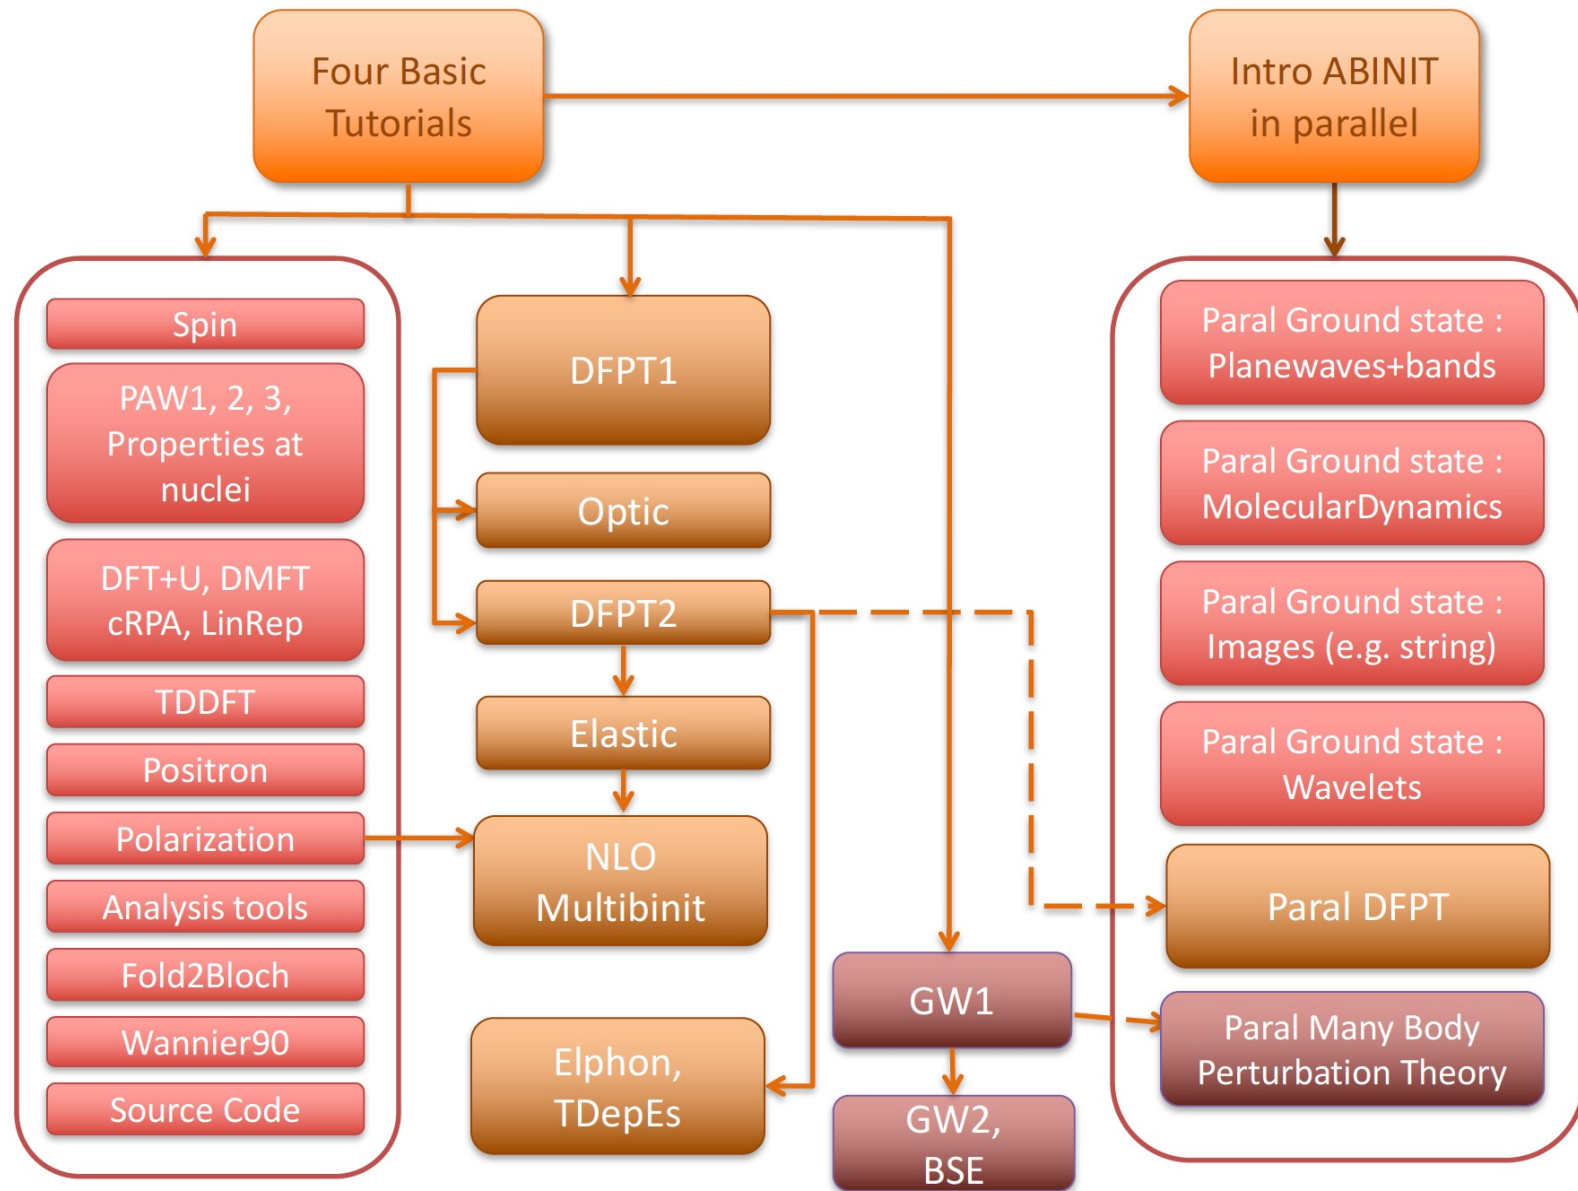 Four Basic
Tutorials
Intro ABINIT
in parallel
Spin
PAW1, 2, 3,
Properties at
nuclei
DFT+U, DMFT
cRPA, LinRep
TDDFT
Positron
Polarization
Analysis tools
Fold2Bloch
Wannier90
Source Code
DFPT1
Optic
DFPT2
Elastic
NLO
Multibinit
Elphon,
TDepEs
GW1
GW2,
BSE
Paral Ground state :
Planewaves+bands
Paral Ground state :
MolecularDynamics
Paral Ground state :
Images (e.g. string)
Paral Ground state :
Wavelets
Paral DFPT
Paral Many Body
Perturbation Theory